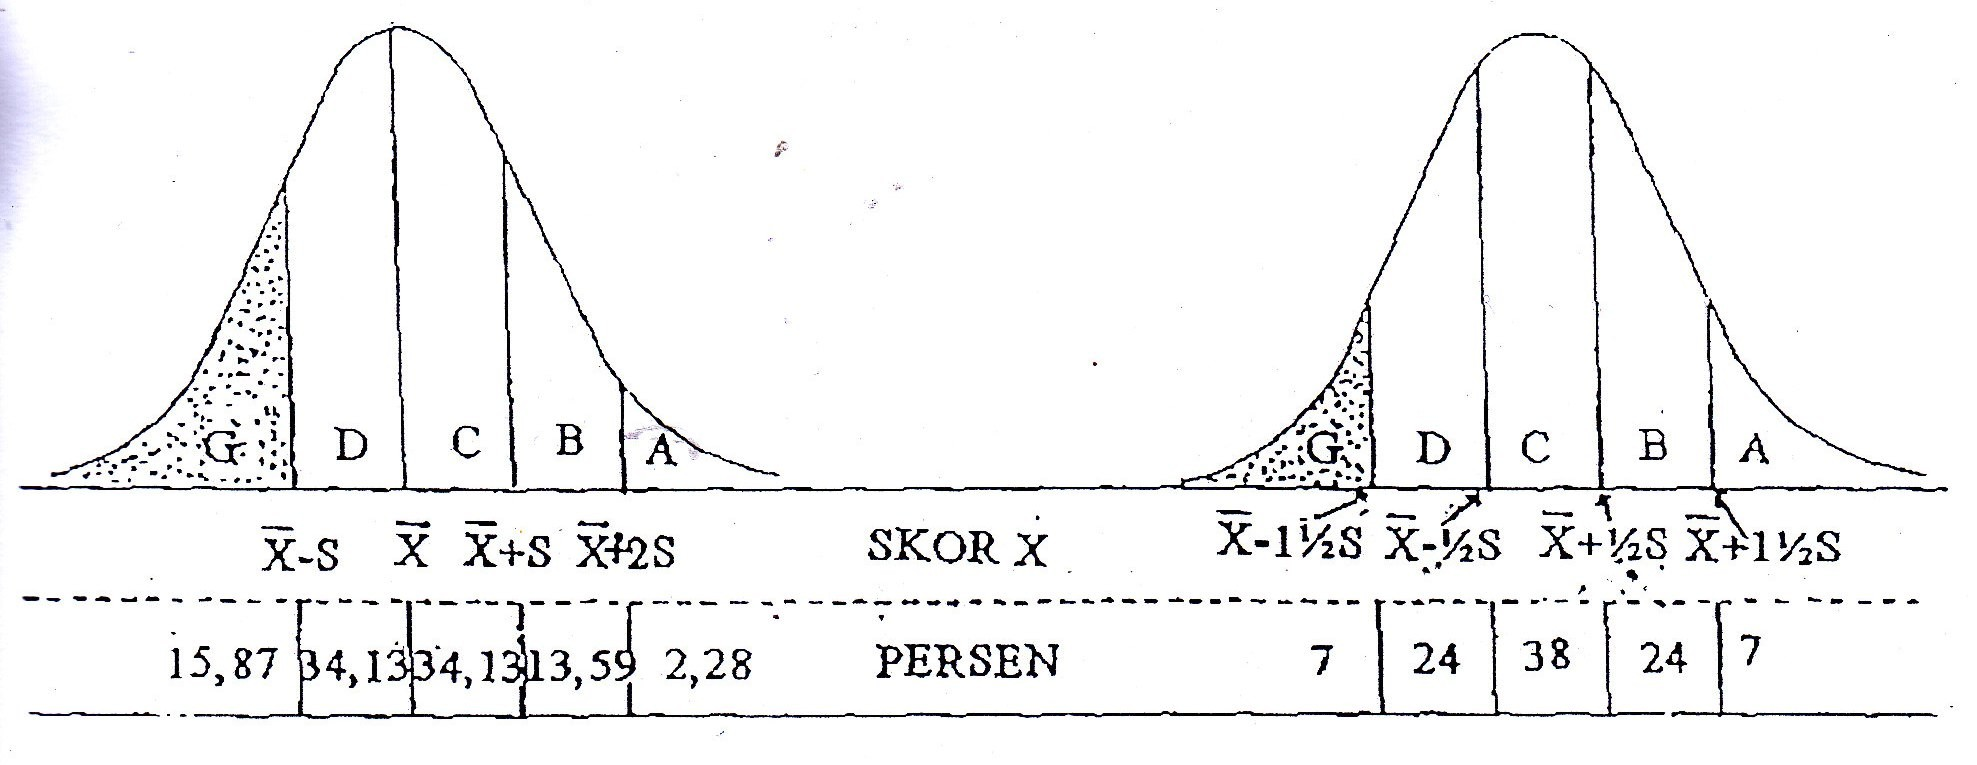 G D C B A G D C B A
X̅-S X̅ X̅+S X̅+2S SKOR X X̅-1½S X̅-½S X̅+½S X̅+1½S
15,87 34,13 34,13 13,59 2,28 PERSEN 7 24 38 24 7